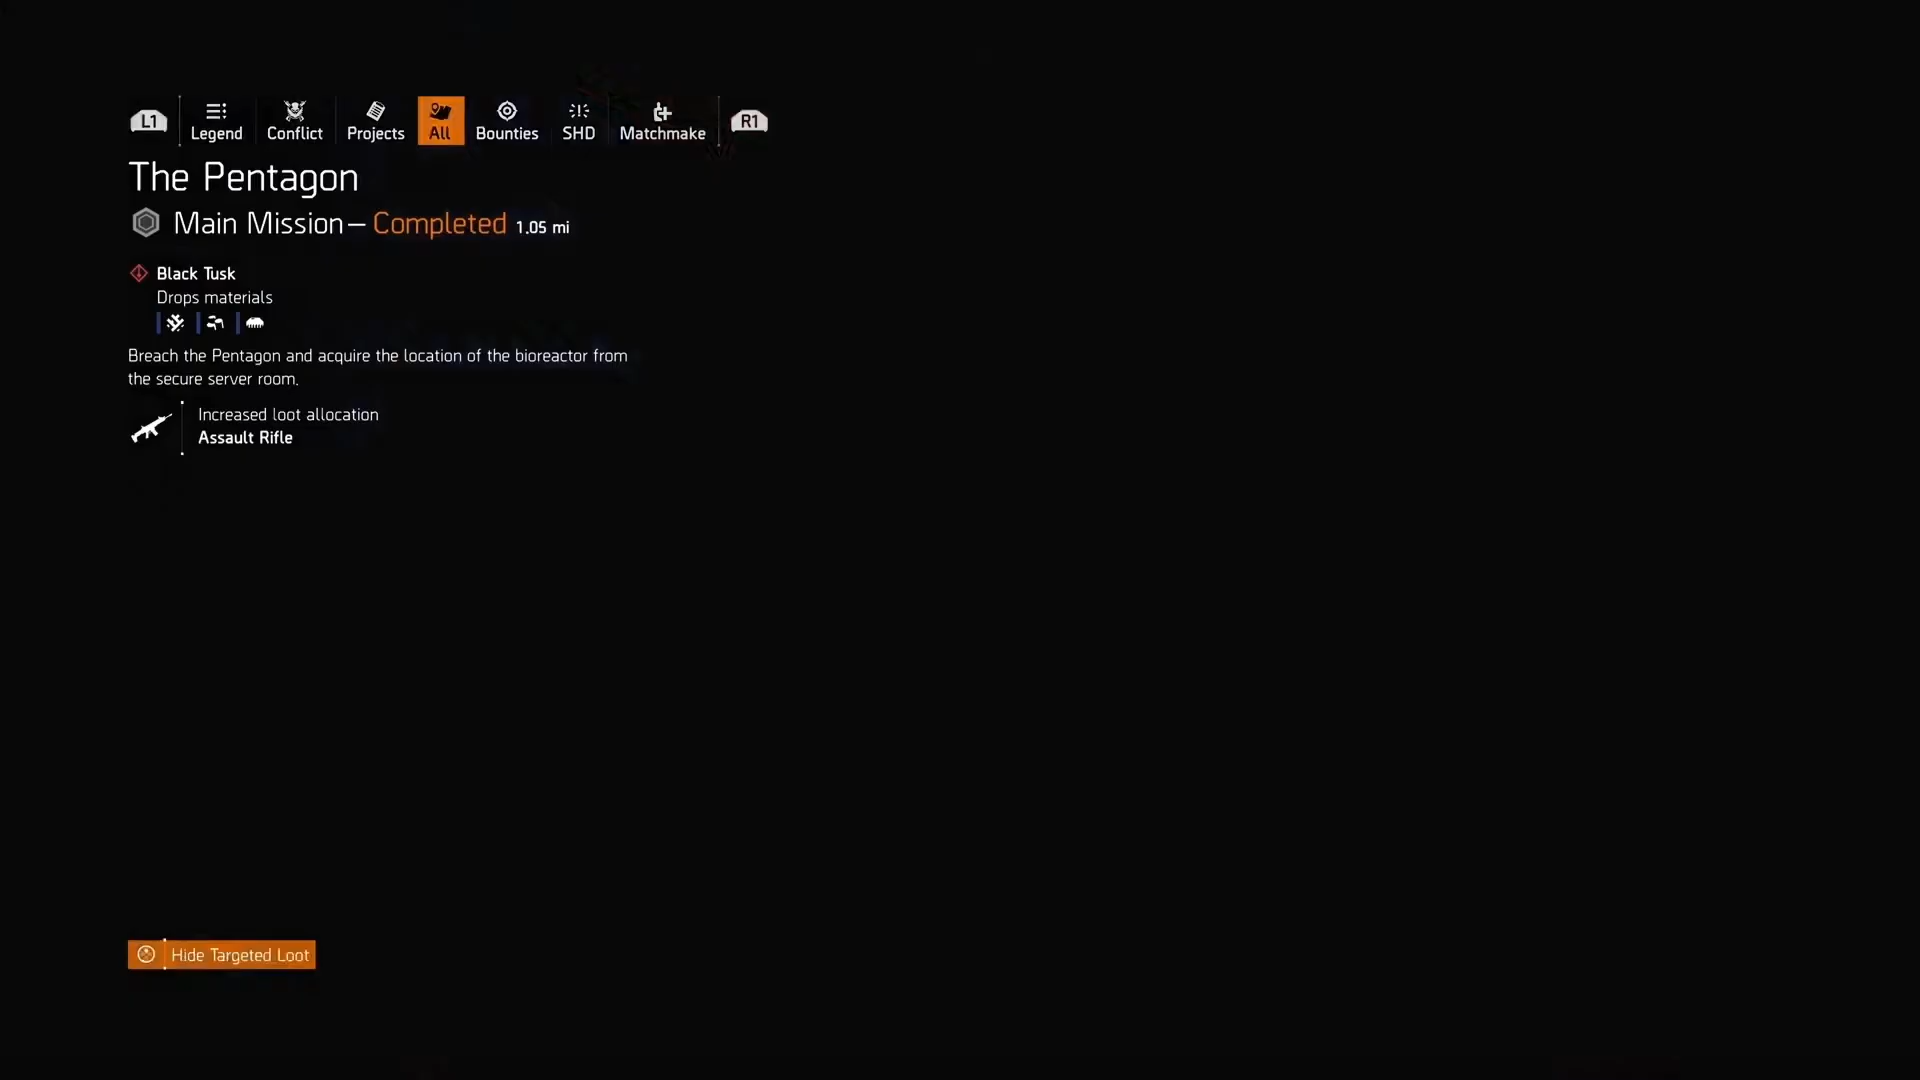 L1 Legend Conflict Projects All Bounties SHD Matchmake R1
The Pentagon
Main Mission — Completed 1.05 mi
Black Tusk
Drops materials
Breach the Pentagon and acquire the location of the bioreactor from
the secure server room.
Increased loot allocation
Assault Rifle
Hide Targeted Loot